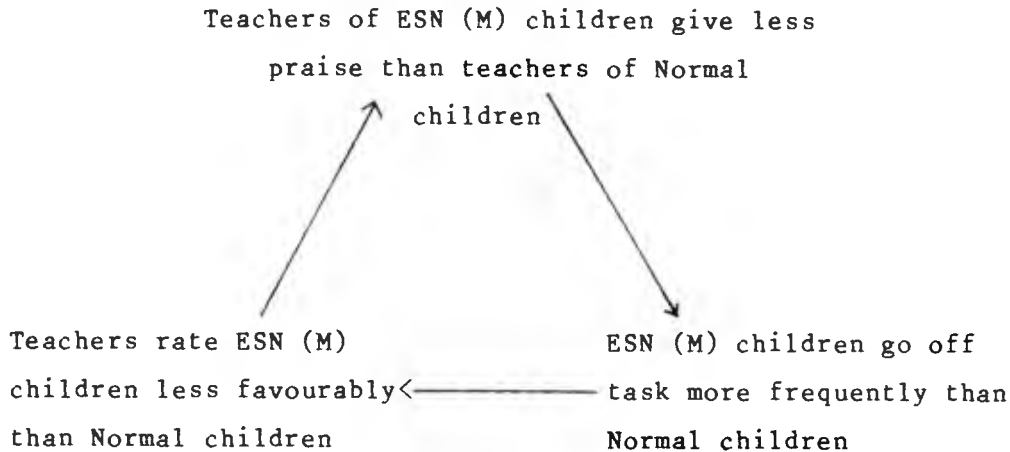 Teachers of ESN (M) children give less
praise than teachers of Normal
children
Teachers rate ESN (M)
children less favourably
than Normal children
ESN (M) children go off
task more frequently than
Normal children